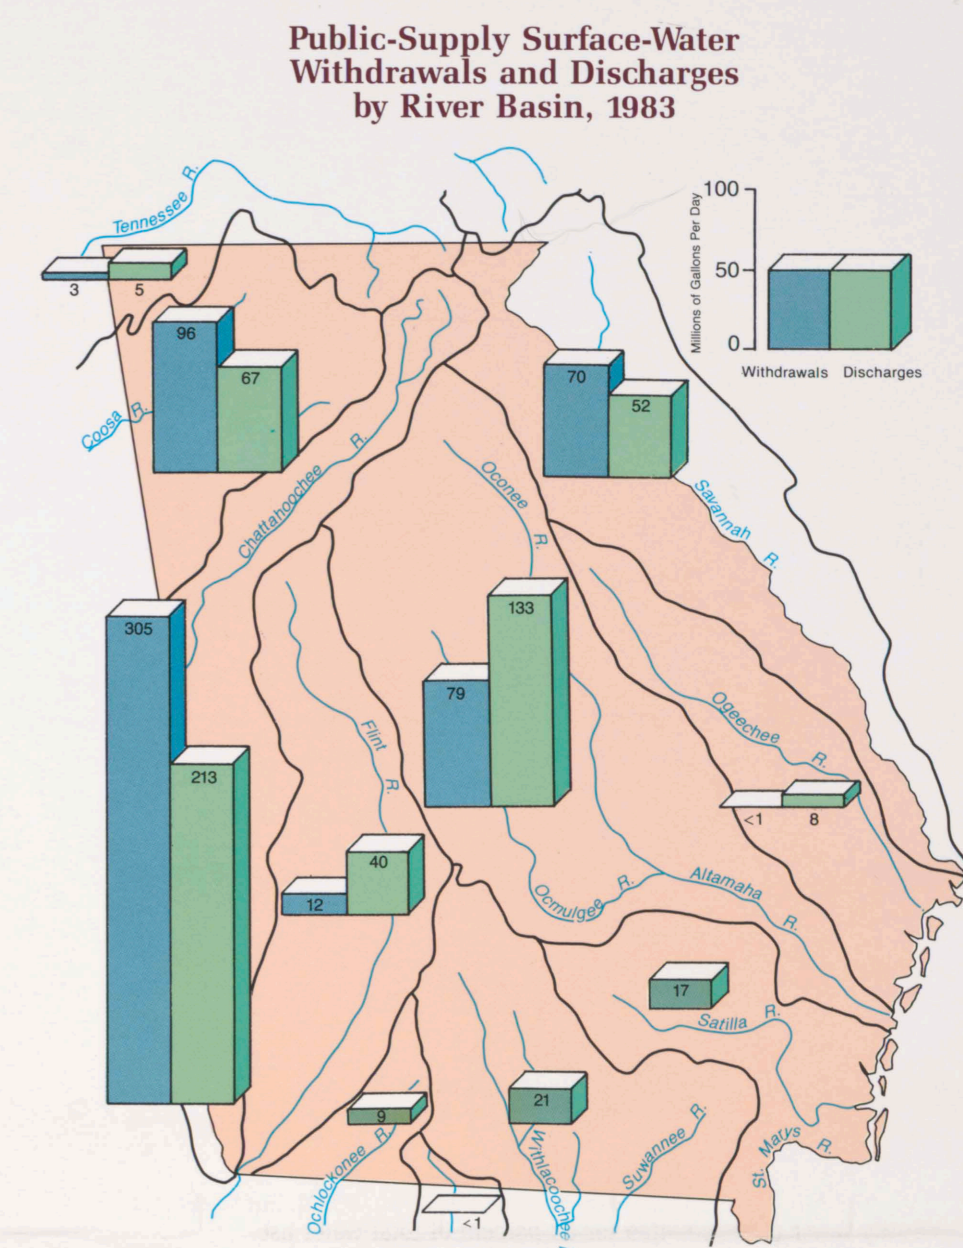 Public-Supply Surface-Water
Withdrawals and Discharges
by River Basin, 1983
Tennessee R.
100
50
0
Millions of Gallons Per Day
Withdrawals Discharges
3 5
96
67
70
52
Coosa R.
Chattahoochee R.
Oconee R.
Savannah R.
305
213
133
79
Flint R.
Ogeechee R.
<1 8
40
12
Ocmulgee R.
Altamaha R.
17
Satilla R.
9
21
Ochlockonee R.
Withlacoochee
Suwannee R.
St. Marys R.
<1